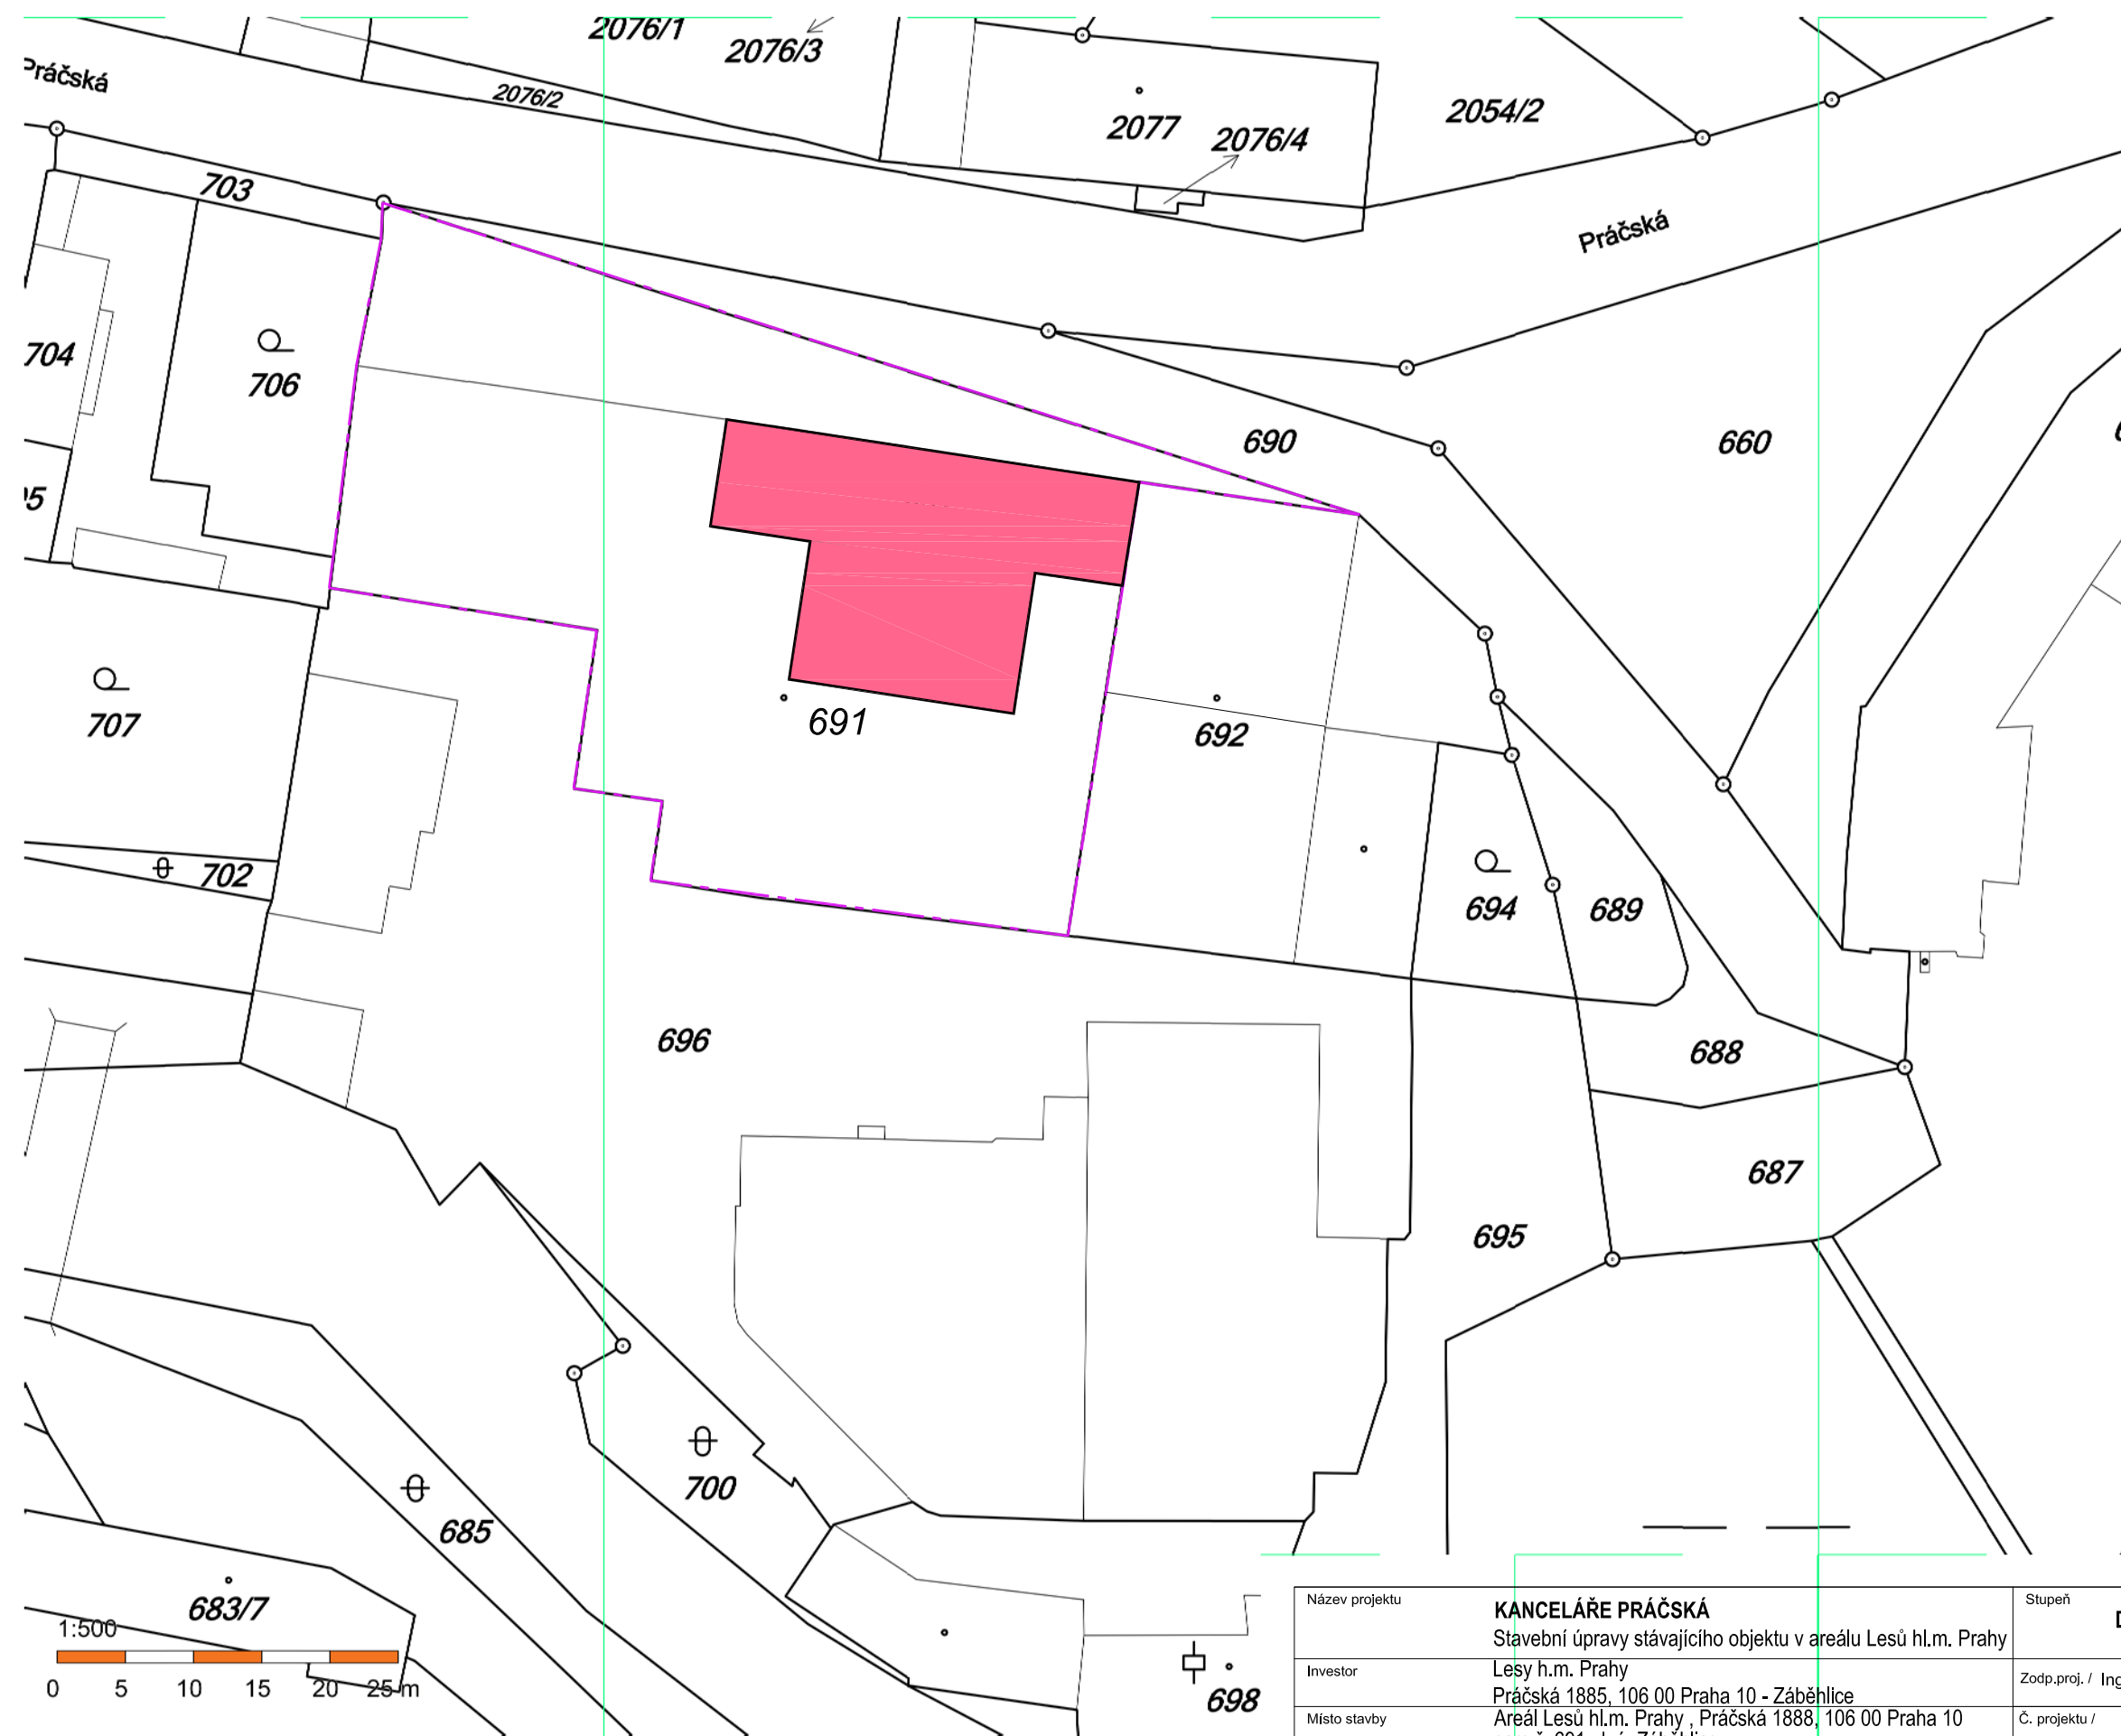 2076/1
2076/3
Práčská
2076/2
2077
2076/4
2054/2
703
Práčská
704
706
690
660
691
692
707
702
694
689
696
688
687
695
700
685
683/7
698
1:500
0 5 10 15 20 25 m
Název projektu
KANCELÁŘE PRÁČSKÁ
Stavební úpravy stávajícího objektu v areálu Lesů hl.m. Prahy
Stupeň
Investor
Lesy h.m. Prahy
Práčská 1885, 106 00 Praha 10 - Záběhlice
Zodp.proj. / Ing
Místo stavby
Areál Lesů hl.m. Prahy , Práčská 1888, 106 00 Praha 10
Č. projektu /